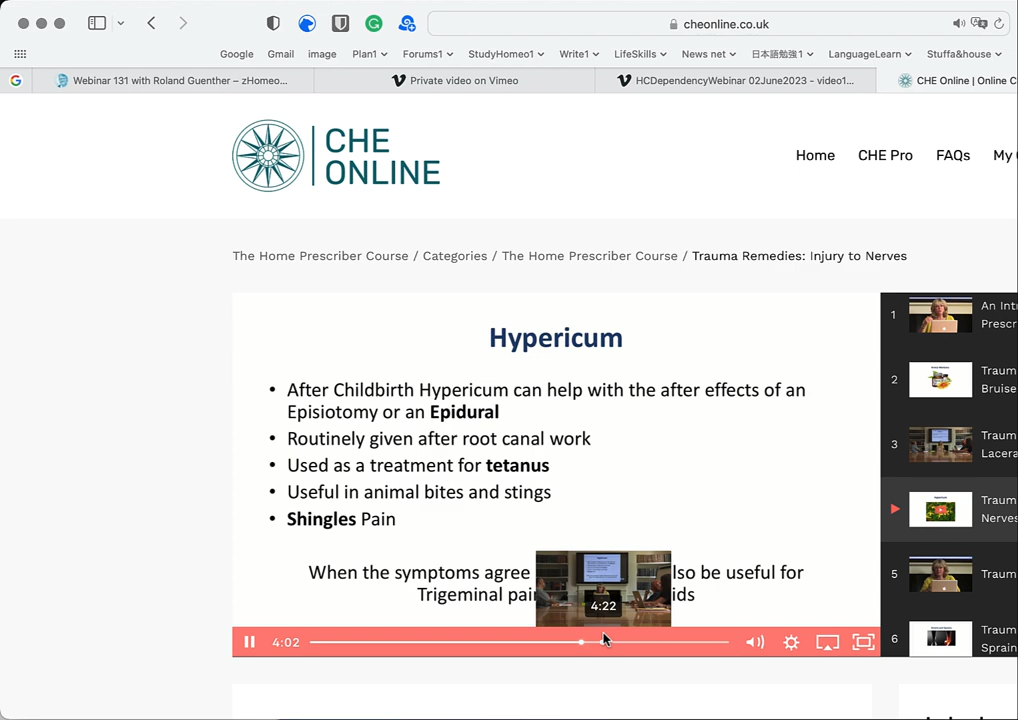 cheonline.co.uk
Google Gmail image Plan1 Forums1 StudyHomeo1 Write1 LifeSkills News net 日本語勉強1 LanguageLearn Stuffa&house
G Webinar 131 with Roland Guenther – zHomeo... Private video on Vimeo HCDependencyWebinar 02June2023 - video1... CHE Online | Online C
CHE
ONLINE
Home CHE Pro FAQs My
The Home Prescriber Course / Categories / The Home Prescriber Course / Trauma Remedies: Injury to Nerves
Hypericum
• After Childbirth Hypericum can help with the after effects of an
Episiotomy or an Epidural
• Routinely given after root canal work
• Used as a treatment for tetanus
• Useful in animal bites and stings
• Shingles Pain
When the symptoms agree lso be useful for
Trigeminal pai ids
4:22
4:02
1 An Int
Prescr
2 Traum
Bruise
3 Traum
Lacera
Traum
Nerves
5 Traum
6 Traum
Sprain